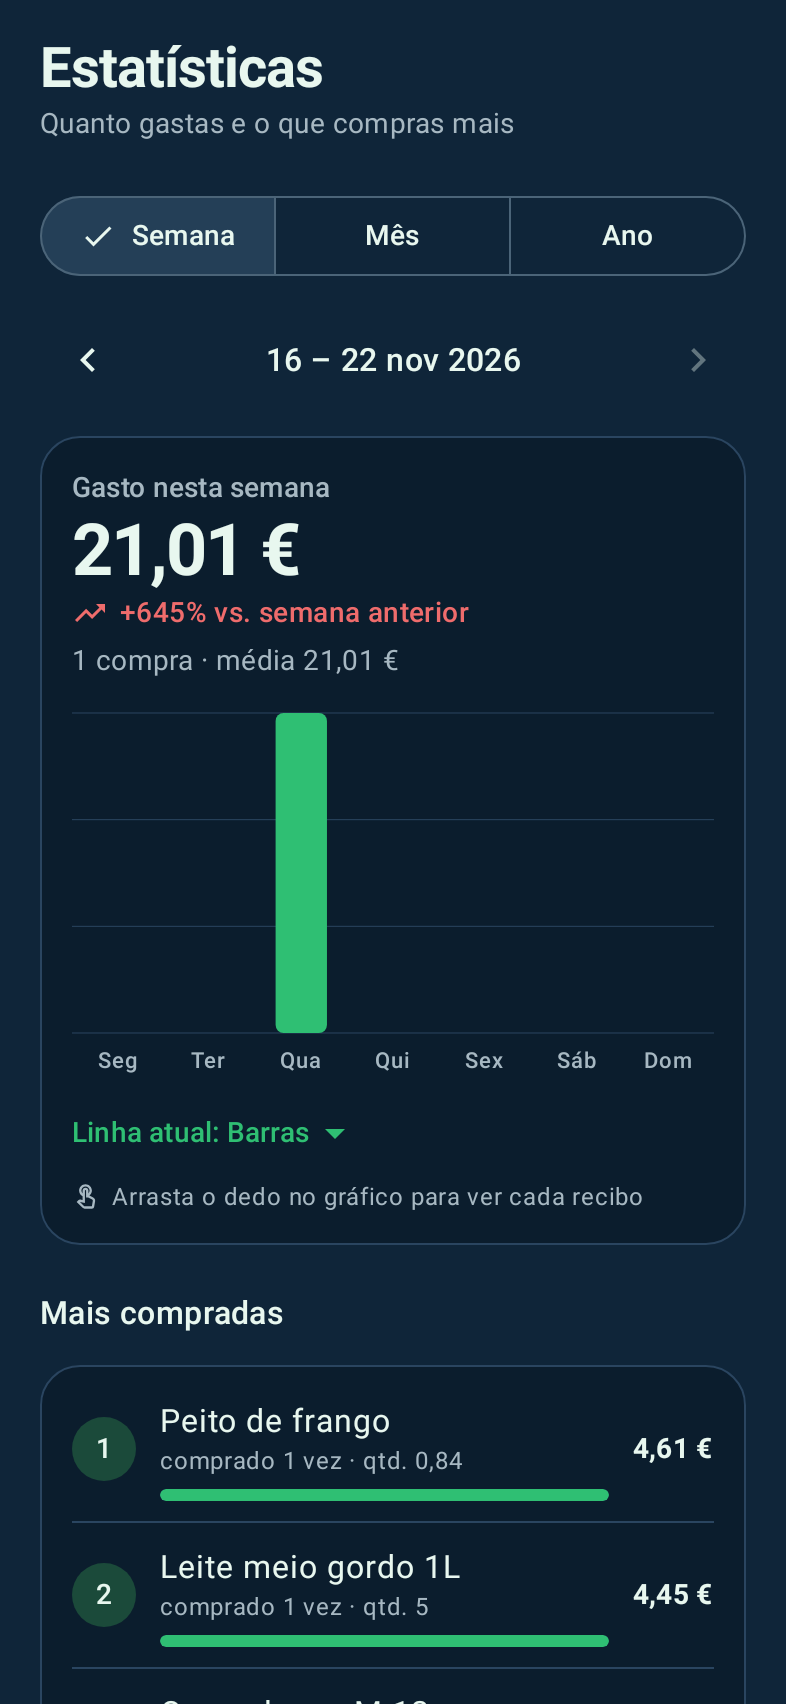 Estatísticas
Quanto gastas e o que compras mais
Semana
Mês
Ano
16 – 22 nov 2026
Gasto nesta semana
21,01 €
+645% vs. semana anterior
1 compra · média 21,01 €
Seg Ter Qua Qui Sex Sáb Dom
Linha atual: Barras
Arrasta o dedo no gráfico para ver cada recibo
Mais compradas
1
Peito de frango
comprado 1 vez · qtd. 0,84
4,61 €
2
Leite meio gordo 1L
comprado 1 vez · qtd. 5
4,45 €